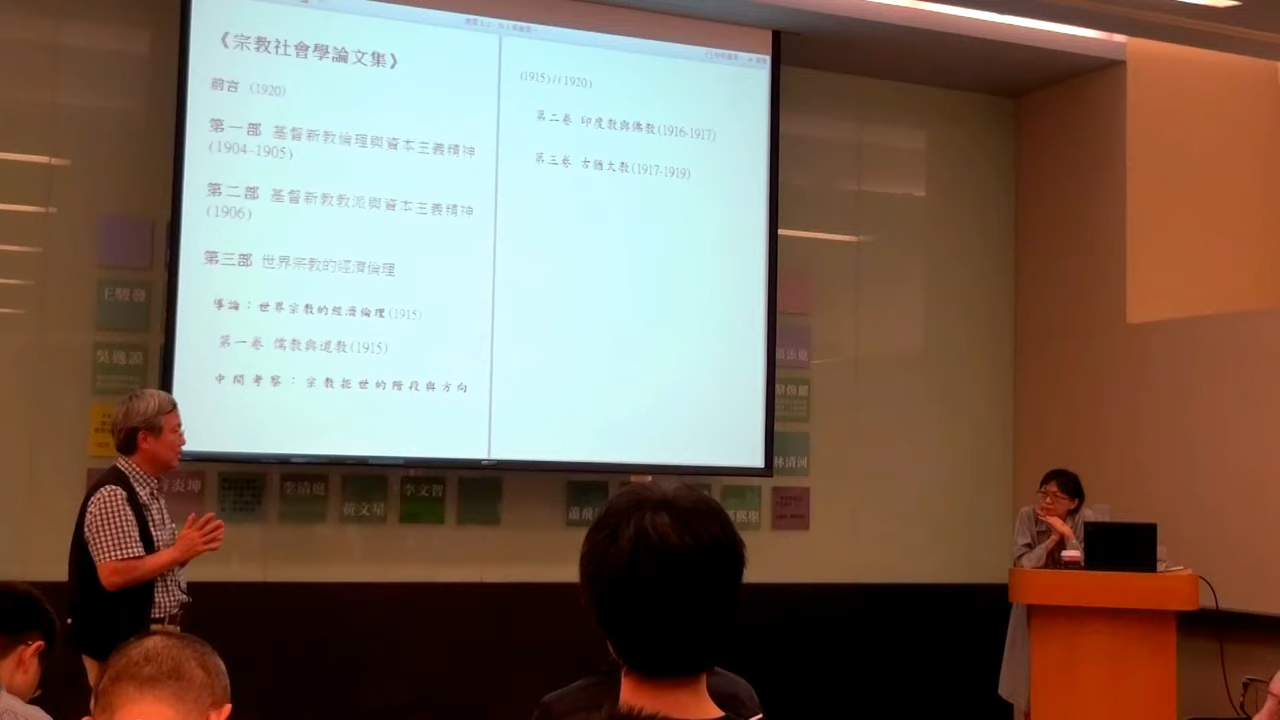 《宗教社會學論文集》
前言 (1920)
第一部 基督新教倫理與資本主義精神
(1904-1905)
第二部 基督新教教派與資本主義精神
(1906)
第三部 世界宗教的經濟倫理
導論：世界宗教的經濟倫理(1915)
第一卷 儒教與道教(1915)
中間考察：宗教拒世的階段與方向
(1915)/(1920)
第二卷 印度教與佛教(1916-1917)
第三卷 古猶太教(1917-1919)
王駿發
李清庭
黃文星
李文智
林清河